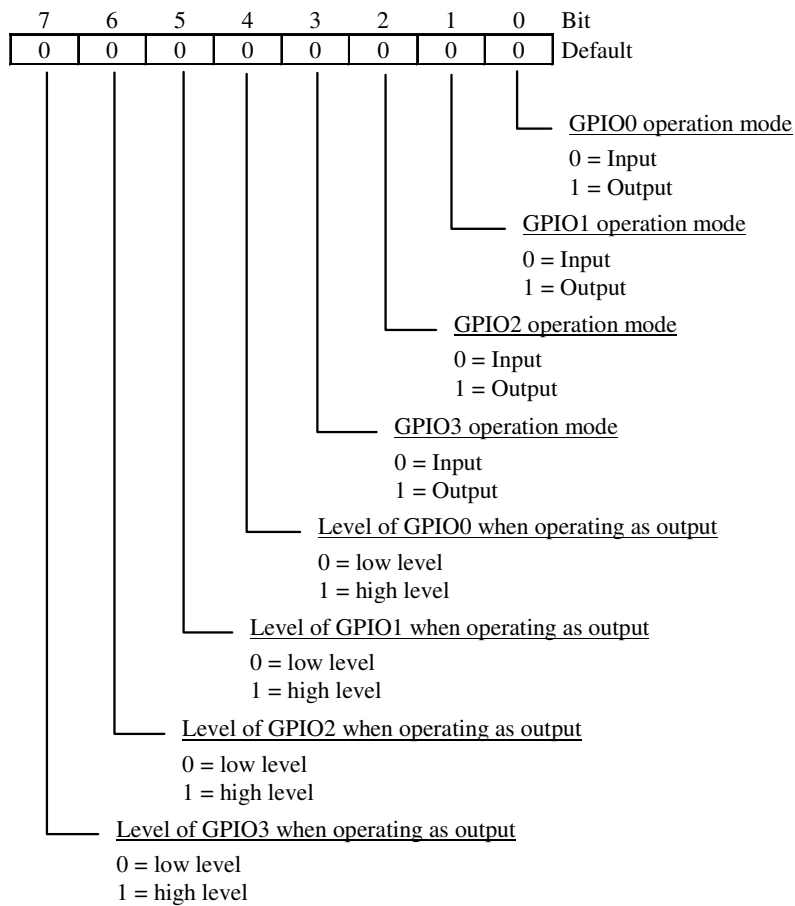 7 6 5 4 3 2 1 0 Bit
0 0 0 0 0 0 0 0 Default
GPIO0 operation mode
0 = Input
1 = Output
GPIO1 operation mode
0 = Input
1 = Output
GPIO2 operation mode
0 = Input
1 = Output
GPIO3 operation mode
0 = Input
1 = Output
Level of GPIO0 when operating as output
0 = low level
1 = high level
Level of GPIO1 when operating as output
0 = low level
1 = high level
Level of GPIO2 when operating as output
0 = low level
1 = high level
Level of GPIO3 when operating as output
0 = low level
1 = high level